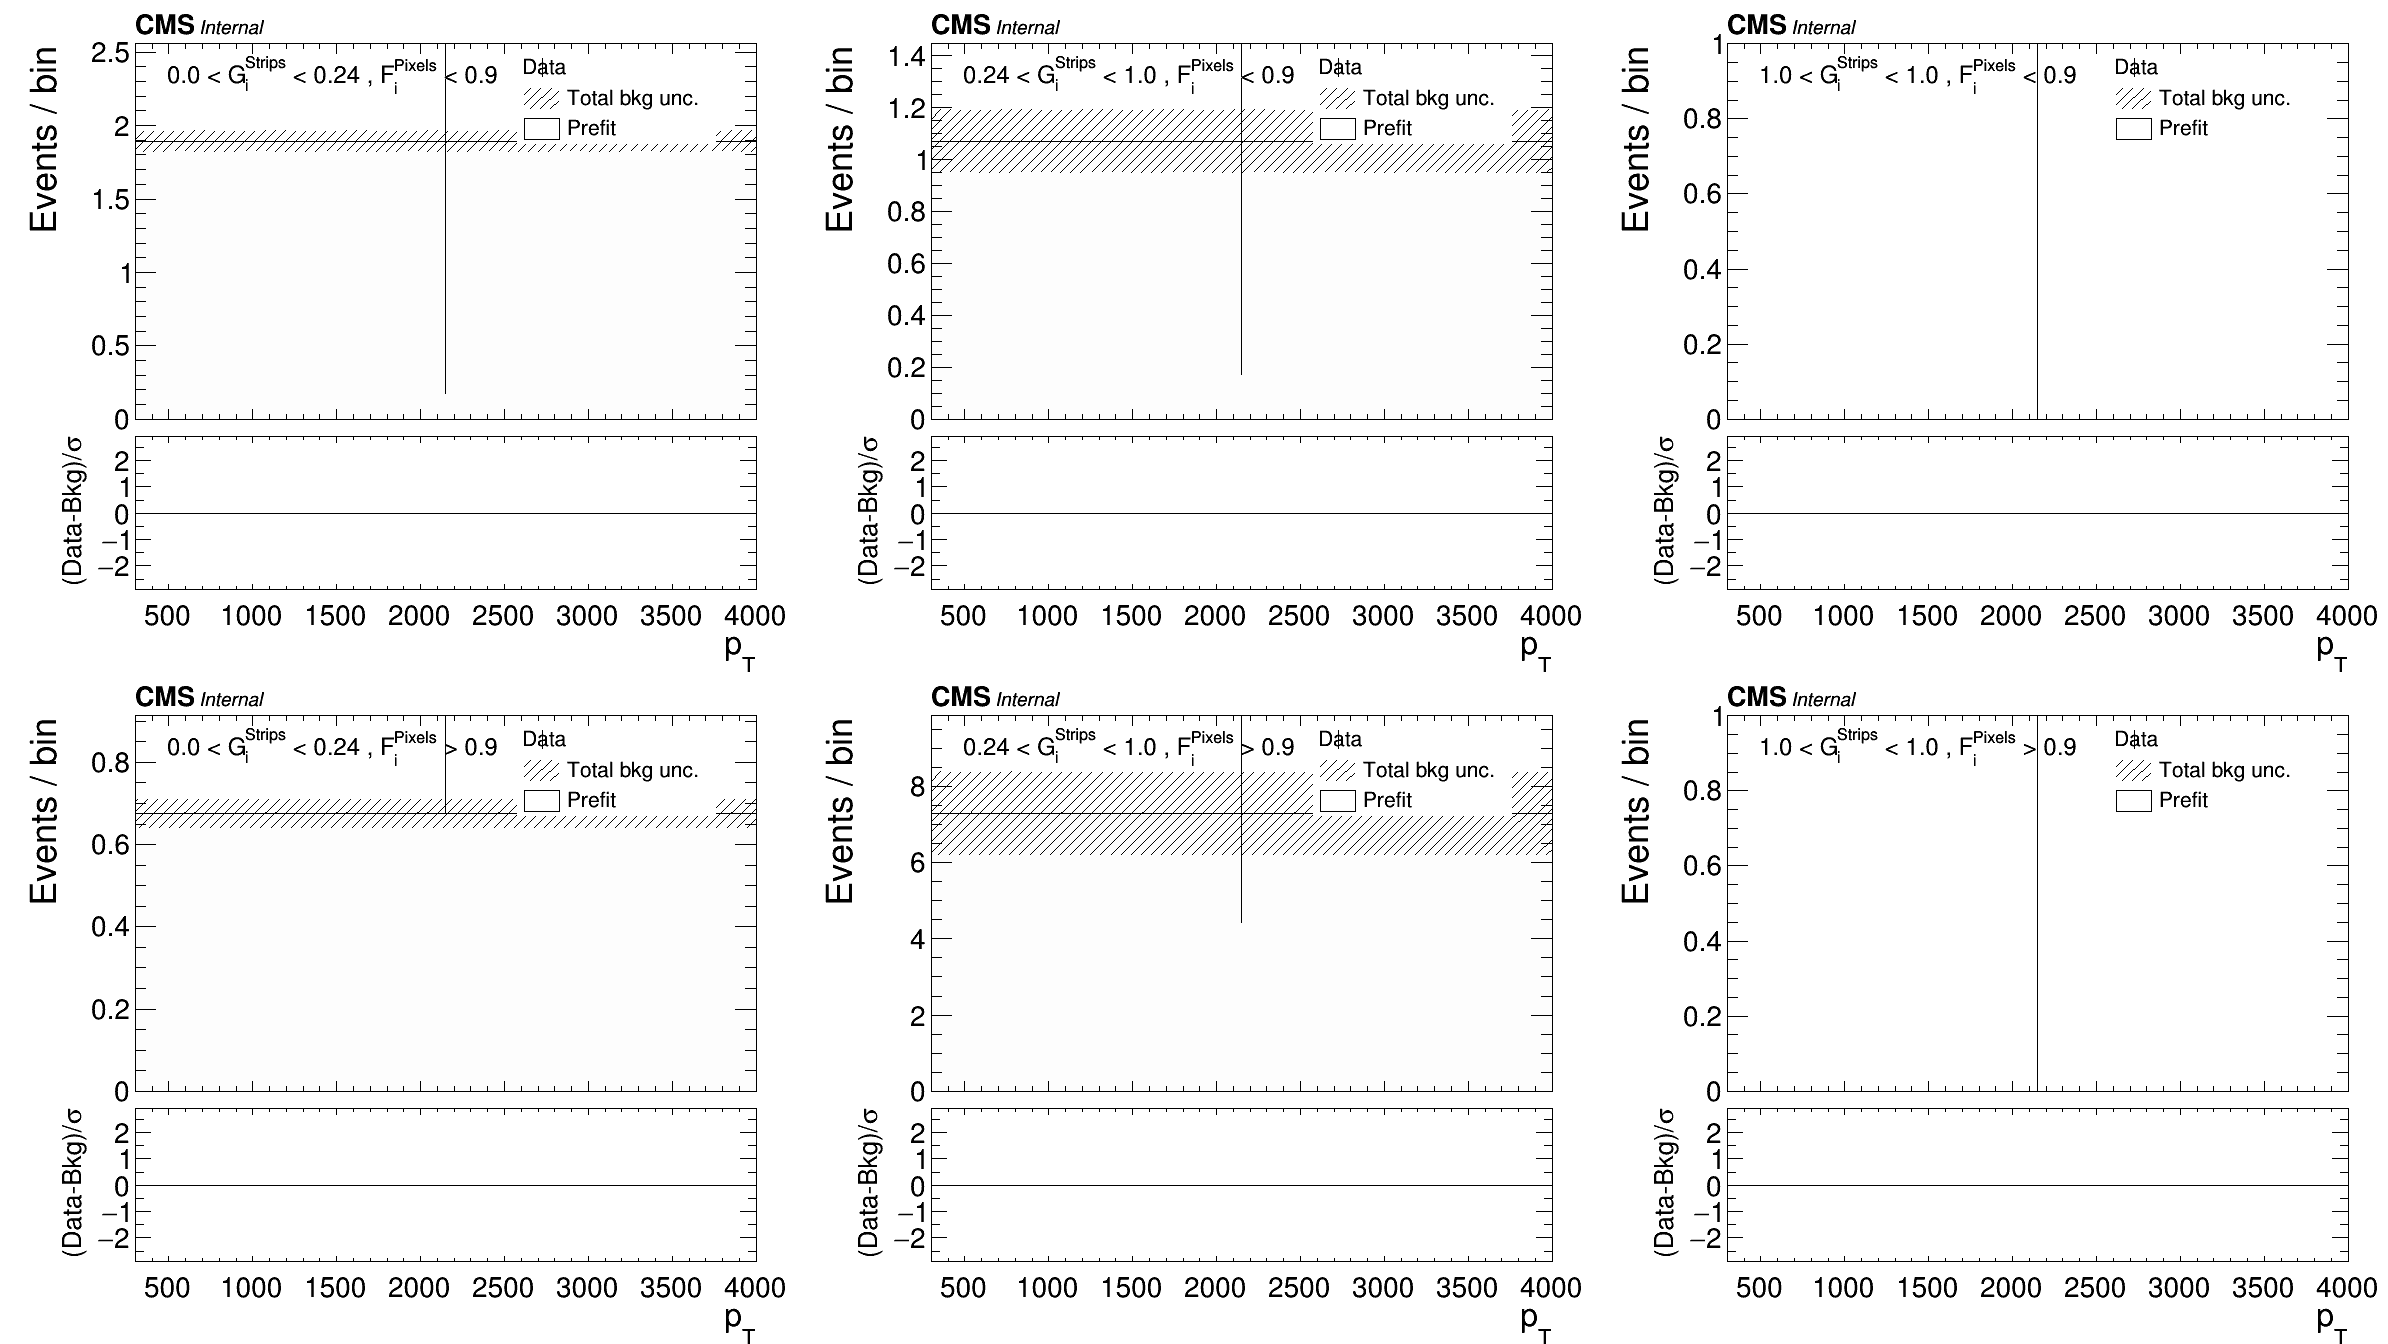 CMS Internal
Events / bin
0.0 < G_i^Strips < 0.24 , F_i^Pixels < 0.9
Data
Total bkg unc.
Prefit
2.5
2
1.5
1
0.5
0
(Data-Bkg)/σ
2
1
0
−1
−2
500 1000 1500 2000 2500 3000 3500 4000
p_T
CMS Internal
Events / bin
0.24 < G_i^Strips < 1.0 , F_i^Pixels < 0.9
Data
Total bkg unc.
Prefit
1.4
1.2
1
0.8
0.6
0.4
0.2
0
(Data-Bkg)/σ
2
1
0
−1
−2
500 1000 1500 2000 2500 3000 3500 4000
p_T
CMS Internal
Events / bin
1.0 < G_i^Strips < 1.0 , F_i^Pixels < 0.9
Data
Total bkg unc.
Prefit
1
0.8
0.6
0.4
0.2
0
(Data-Bkg)/σ
2
1
0
−1
−2
500 1000 1500 2000 2500 3000 3500 4000
p_T
CMS Internal
Events / bin
0.0 < G_i^Strips < 0.24 , F_i^Pixels > 0.9
Data
Total bkg unc.
Prefit
0.8
0.6
0.4
0.2
0
(Data-Bkg)/σ
2
1
0
−1
−2
500 1000 1500 2000 2500 3000 3500 4000
p_T
CMS Internal
Events / bin
0.24 < G_i^Strips < 1.0 , F_i^Pixels > 0.9
Data
Total bkg unc.
Prefit
8
6
4
2
0
(Data-Bkg)/σ
2
1
0
−1
−2
500 1000 1500 2000 2500 3000 3500 4000
p_T
CMS Internal
Events / bin
1.0 < G_i^Strips < 1.0 , F_i^Pixels > 0.9
Data
Total bkg unc.
Prefit
1
0.8
0.6
0.4
0.2
0
(Data-Bkg)/σ
2
1
0
−1
−2
500 1000 1500 2000 2500 3000 3500 4000
p_T